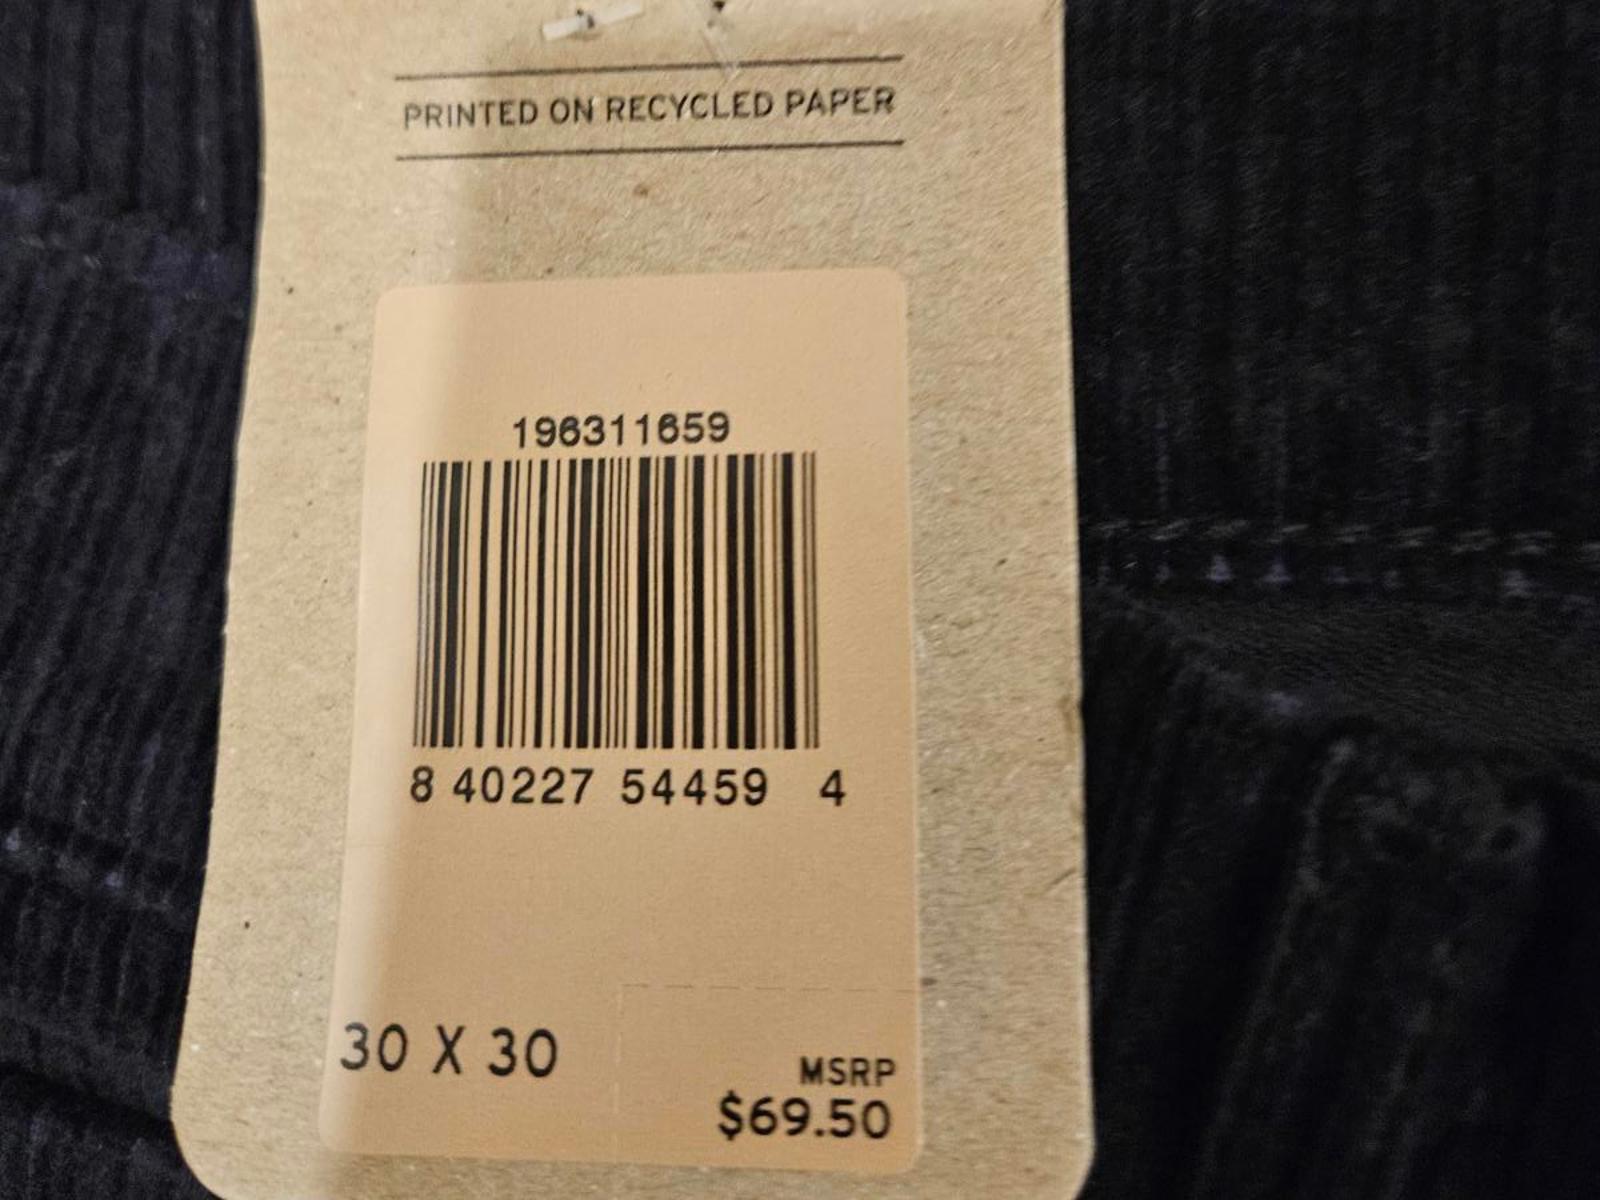 PRINTED ON RECYCLED PAPER
196311659
8 40227 54459 4
30 X 30
MSRP
$69.50